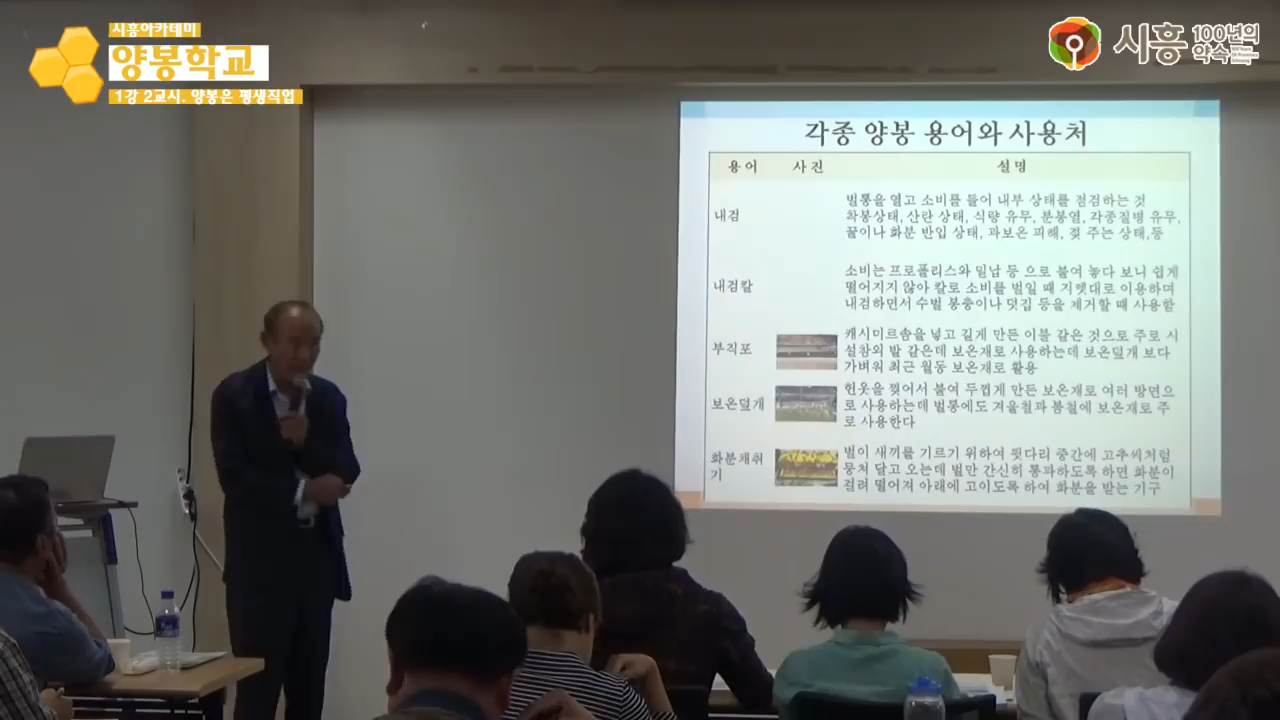 시흥아카데미
양봉학교
1강 2교시. 양봉은 평생직업
시흥 100년의 약속
각종 양봉 용어와 사용처
용어 사진 설명
내검
벌통을 열고 소비를 들어 내부 상태를 점검하는 것
착봉상태, 산란 상태, 식량 유무, 분봉열, 각종질병 유무,
꿀이나 화분 반입 상태, 과보온 피해, 젖 주는 상태,등
내검칼
소비는 프로폴리스와 밀납 등 으로 붙여 놓다 보니 쉽게
떨어지지 않아 칼로 소비를 벌일 때 지렛대로 이용하며
내검하면서 수벌 봉충이나 덧집 등을 제거할 때 사용함
부직포
캐시미르솜을 넣고 길게 만든 이불 같은 것으로 주로 시
설참외 발 같은데 보온재로 사용하는데 보온덮개 보다
가벼워 최근 월동 보온재로 활용
보온덮개
헌옷을 찢어서 붙여 두껍게 만든 보온재로 여러 방면으
로 사용하는데 벌통에도 겨울철과 봄철에 보온재로 주
로 사용한다
화분채취
기
벌이 새끼를 기르기 위하여 뒷다리 중간에 고추씨처럼
뭉쳐 달고 오는데 벌만 간신히 통과하도록 하면 화분이
걸려 떨어져 아래에 고이도록 하여 화분을 받는 기구